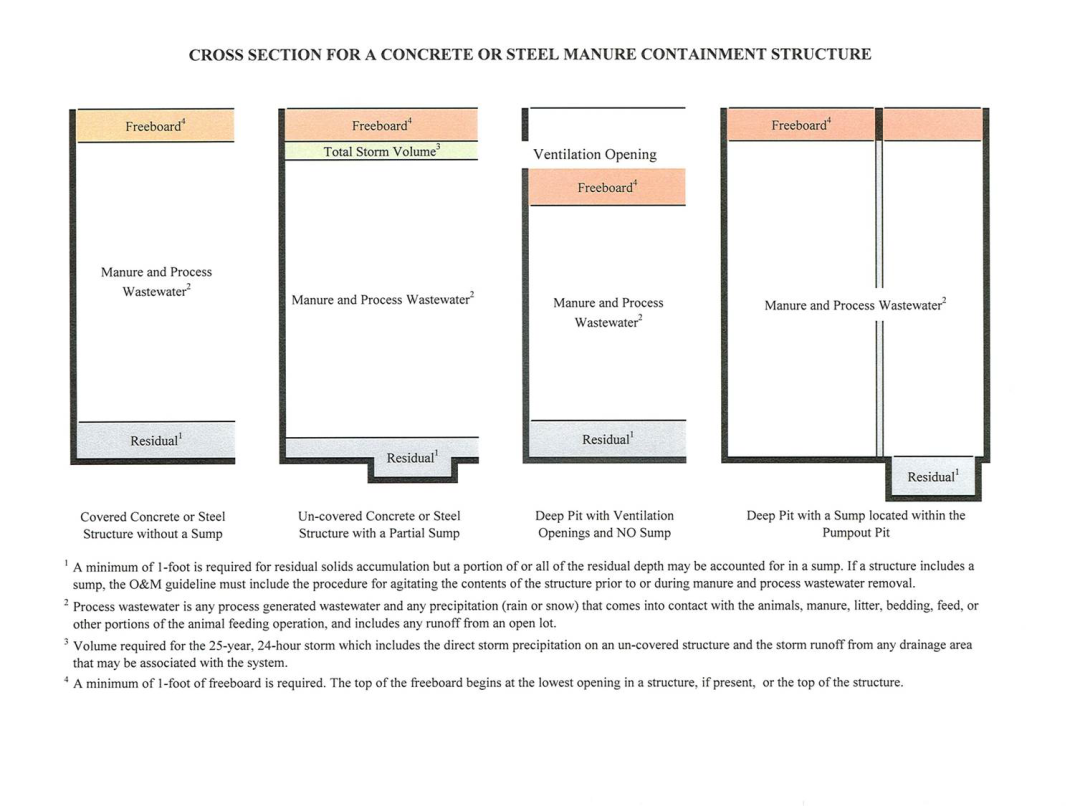 CROSS SECTION FOR A CONCRETE OR STEEL MANURE CONTAINMENT STRUCTURE
Freeboard⁴
Manure and Process
Wastewater²
Residual¹
Covered Concrete or Steel
Structure without a Sump
Freeboard⁴
Total Storm Volume³
Manure and Process Wastewater²
Residual¹
Un-covered Concrete or Steel
Structure with a Partial Sump
Ventilation Opening
Freeboard⁴
Manure and Process
Wastewater²
Residual¹
Deep Pit with Ventilation
Openings and NO Sump
Freeboard⁴
Manure and Process Wastewater²
Residual¹
Deep Pit with a Sump located within the
Pumpout Pit
¹ A minimum of 1-foot is required for residual solids accumulation but a portion of or all of the residual depth may be accounted for in a sump. If a structure includes a
sump, the O&M guideline must include the procedure for agitating the contents of the structure prior to or during manure and process wastewater removal.
² Process wastewater is any process generated wastewater and any precipitation (rain or snow) that comes into contact with the animals, manure, litter, bedding, feed, or
other portions of the animal feeding operation, and includes any runoff from an open lot.
³ Volume required for the 25-year, 24-hour storm which includes the direct storm precipitation on an un-covered structure and the storm runoff from any drainage area
that may be associated with the system.
⁴ A minimum of 1-foot of freeboard is required. The top of the freeboard begins at the lowest opening in a structure, if present, or the top of the structure.